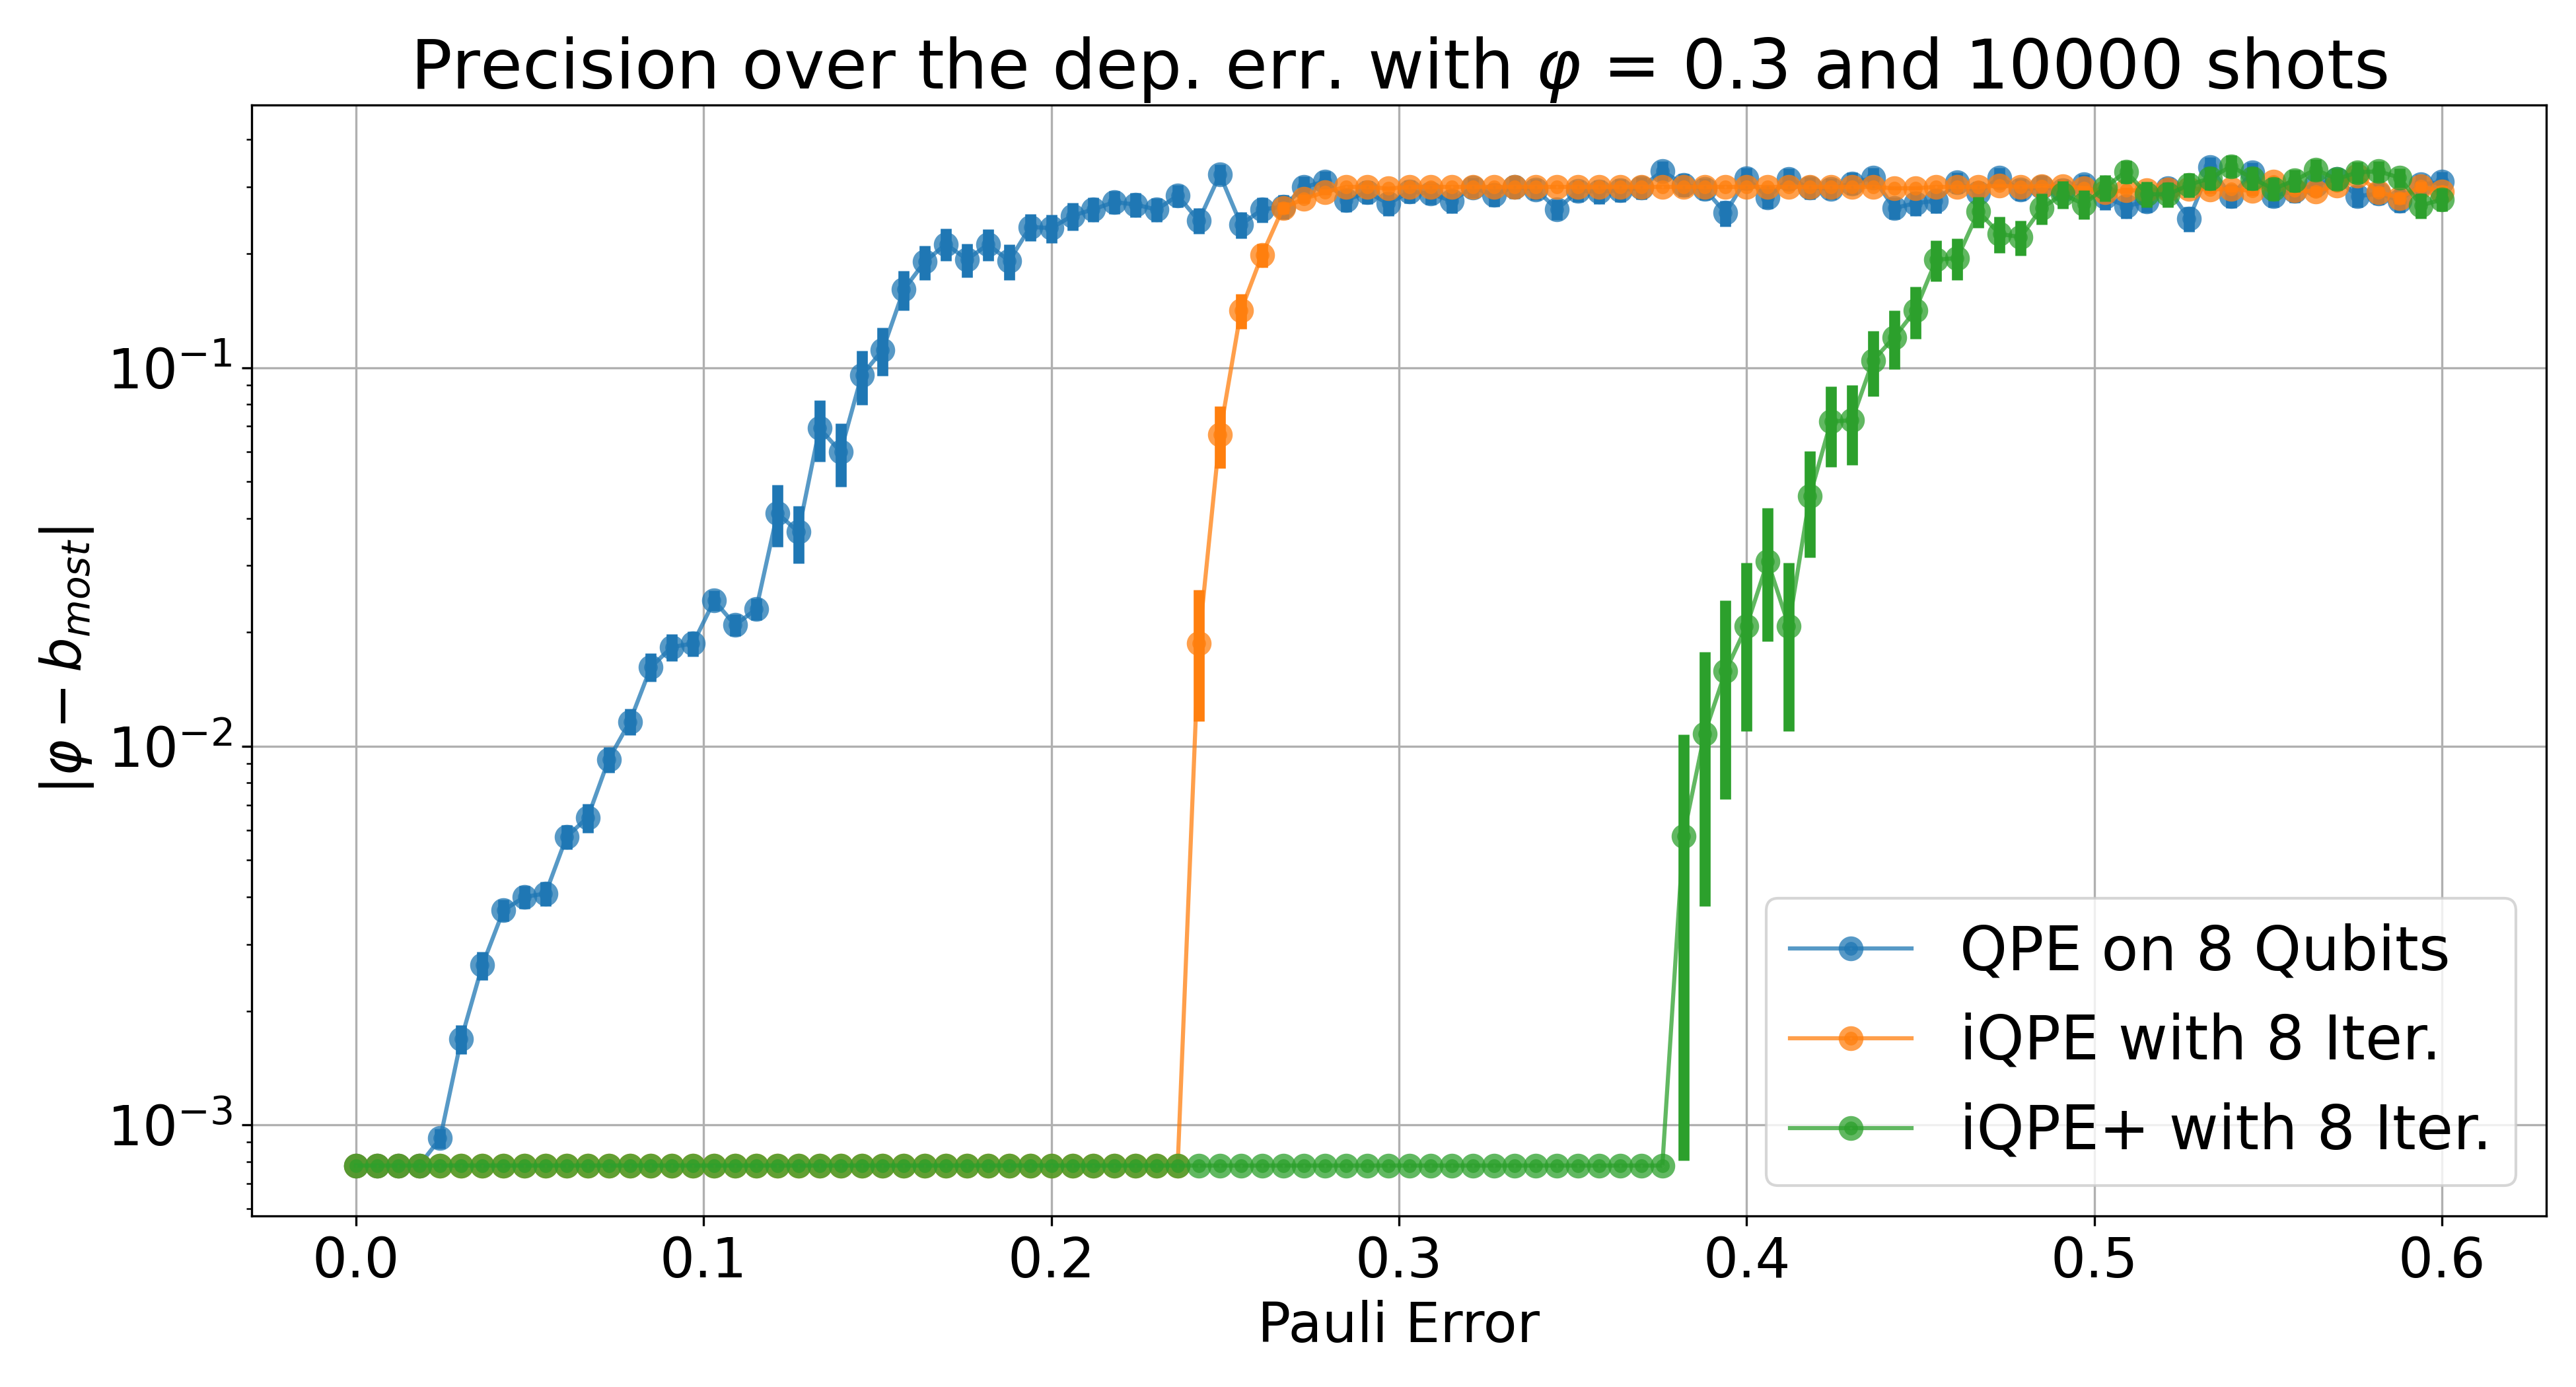 Precision over the dep. err. with φ = 0.3 and 10000 shots
|φ − b_most|
10⁻¹
10⁻²
10⁻³
0.0 0.1 0.2 0.3 0.4 0.5 0.6
Pauli Error
QPE on 8 Qubits
iQPE with 8 Iter.
iQPE+ with 8 Iter.